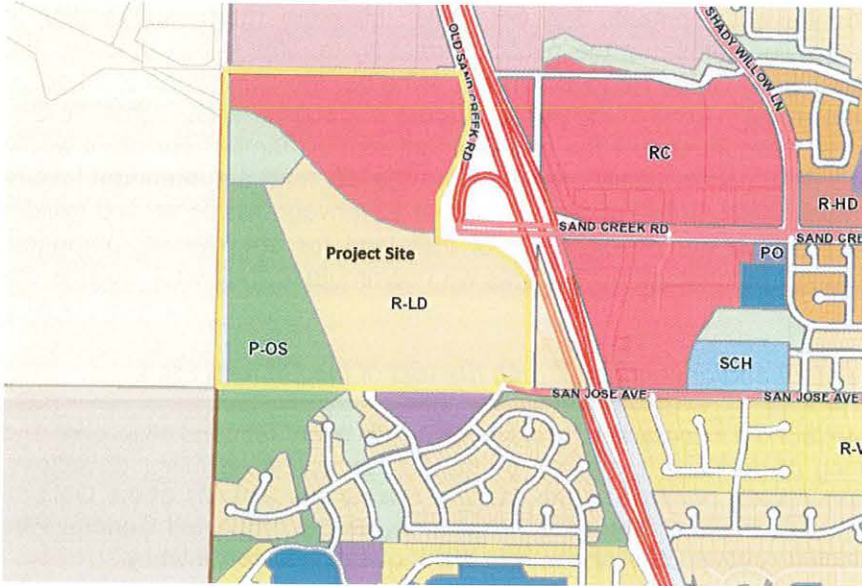 OLD SAND CREEK RD
SHADY WILLOW LN
RC
R-HD
SAND CREEK RD
SAND CRE
PO
Project Site
R-LD
P-OS
SCH
SAN JOSE AVE
SAN JOSE AVE
R-V